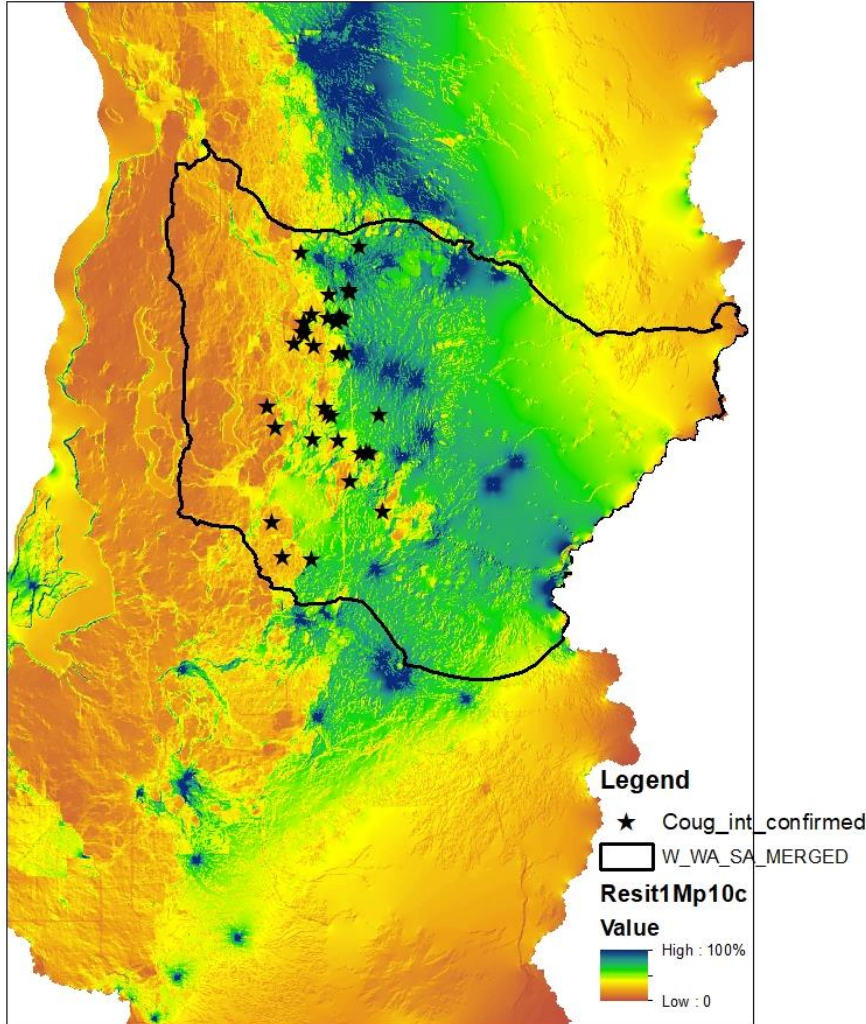 Legend
Coug_int_confirmed
W_WA_SA_MERGED
Resit1Mp10c
Value
High : 100%
Low : 0